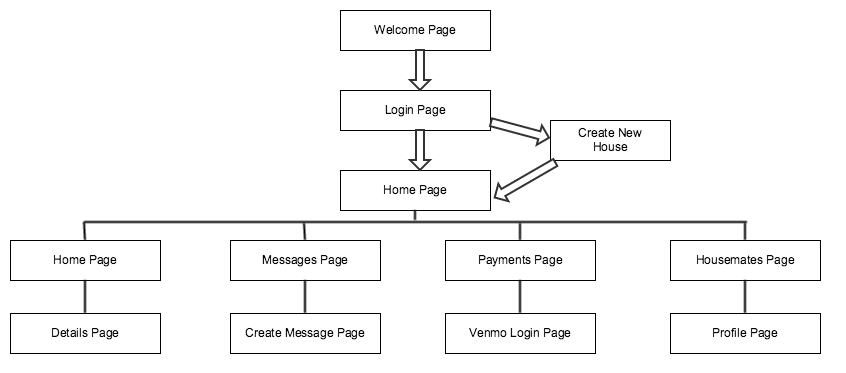 Welcome Page
Login Page
Create New
House
Home Page
Home Page
Messages Page
Payments Page
Housemates Page
Details Page
Create Message Page
Venmo Login Page
Profile Page